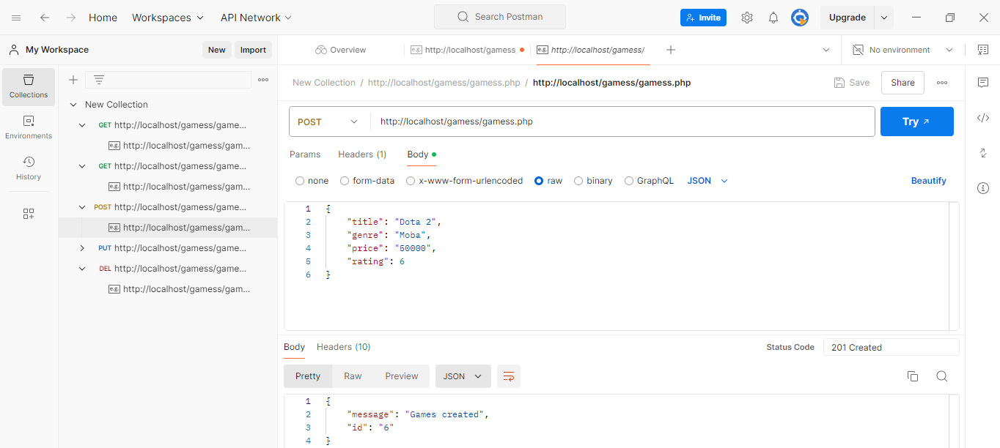 Home Workspaces API Network Search Postman Invite Upgrade
My Workspace New Import
Overview http://localhost/gamess http://localhost/gamess/ No environment
Collections
Environments
History
New Collection
GET http://localhost/gamess/game...
e.g. http://localhost/gamess/gam...
GET http://localhost/gamess/game...
e.g. http://localhost/gamess/gam...
POST http://localhost/gamess/game...
e.g. http://localhost/gamess/gam...
PUT http://localhost/gamess/game...
DEL http://localhost/gamess/game...
e.g. http://localhost/gamess/gam...
New Collection / http://localhost/gamess/gamess.php / http://localhost/gamess/gamess.php Save Share
POST http://localhost/gamess/gamess.php Try
Params Headers (1) Body
none form-data x-www-form-urlencoded raw binary GraphQL JSON Beautify
1 {
2 "title": "Dota 2",
3 "genre": "Moba",
4 "price": "50000",
5 "rating": 6
6 }
Body Headers (10) Status Code 201 Created
Pretty Raw Preview JSON
1 {
2 "message": "Games created",
3 "id": "6"
4 }